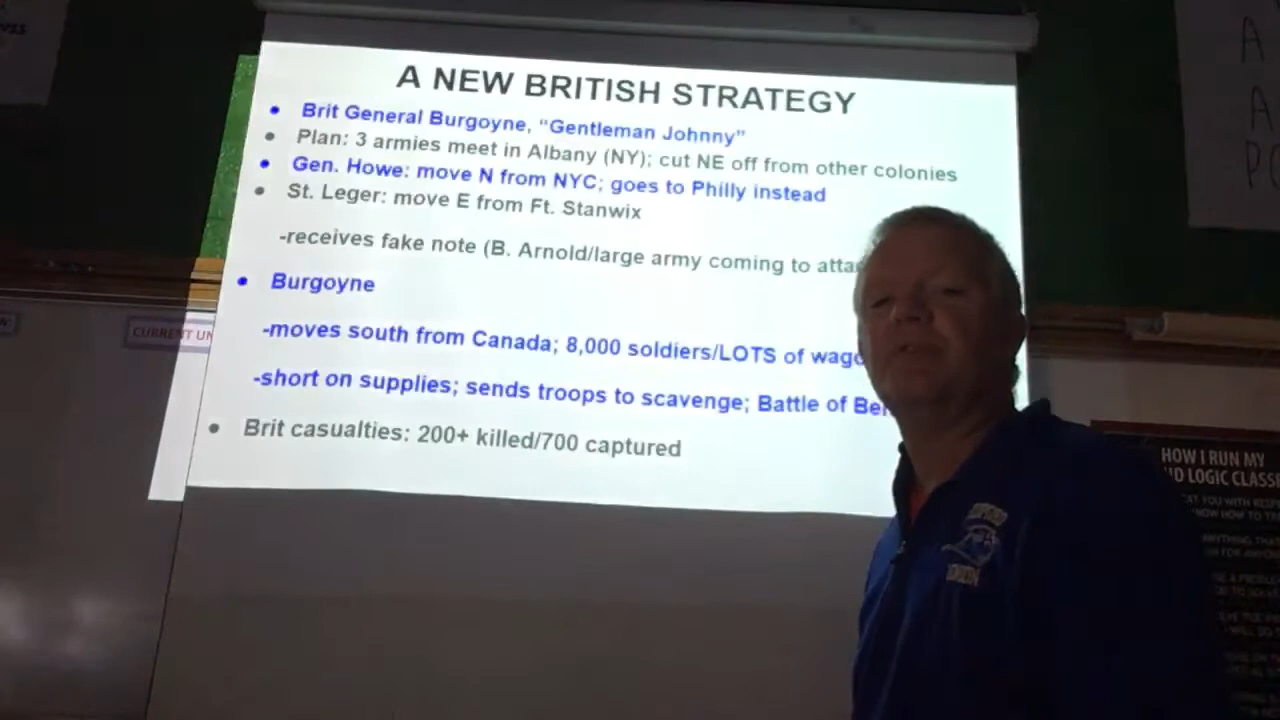 A NEW BRITISH STRATEGY
• Brit General Burgoyne, “Gentleman Johnny”
• Plan: 3 armies meet in Albany (NY); cut NE off from other colonies
• Gen. Howe: move N from NYC; goes to Philly instead
• St. Leger: move E from Ft. Stanwix
-receives fake note (B. Arnold/large army coming to
• Burgoyne
-moves south from Canada; 8,000 soldiers/LOTS of
-short on supplies; sends troops to scavenge; Battle of
• Brit casualties: 200+ killed/700 captured
CURRENT UN
HOW I RUN MY
LOGIC